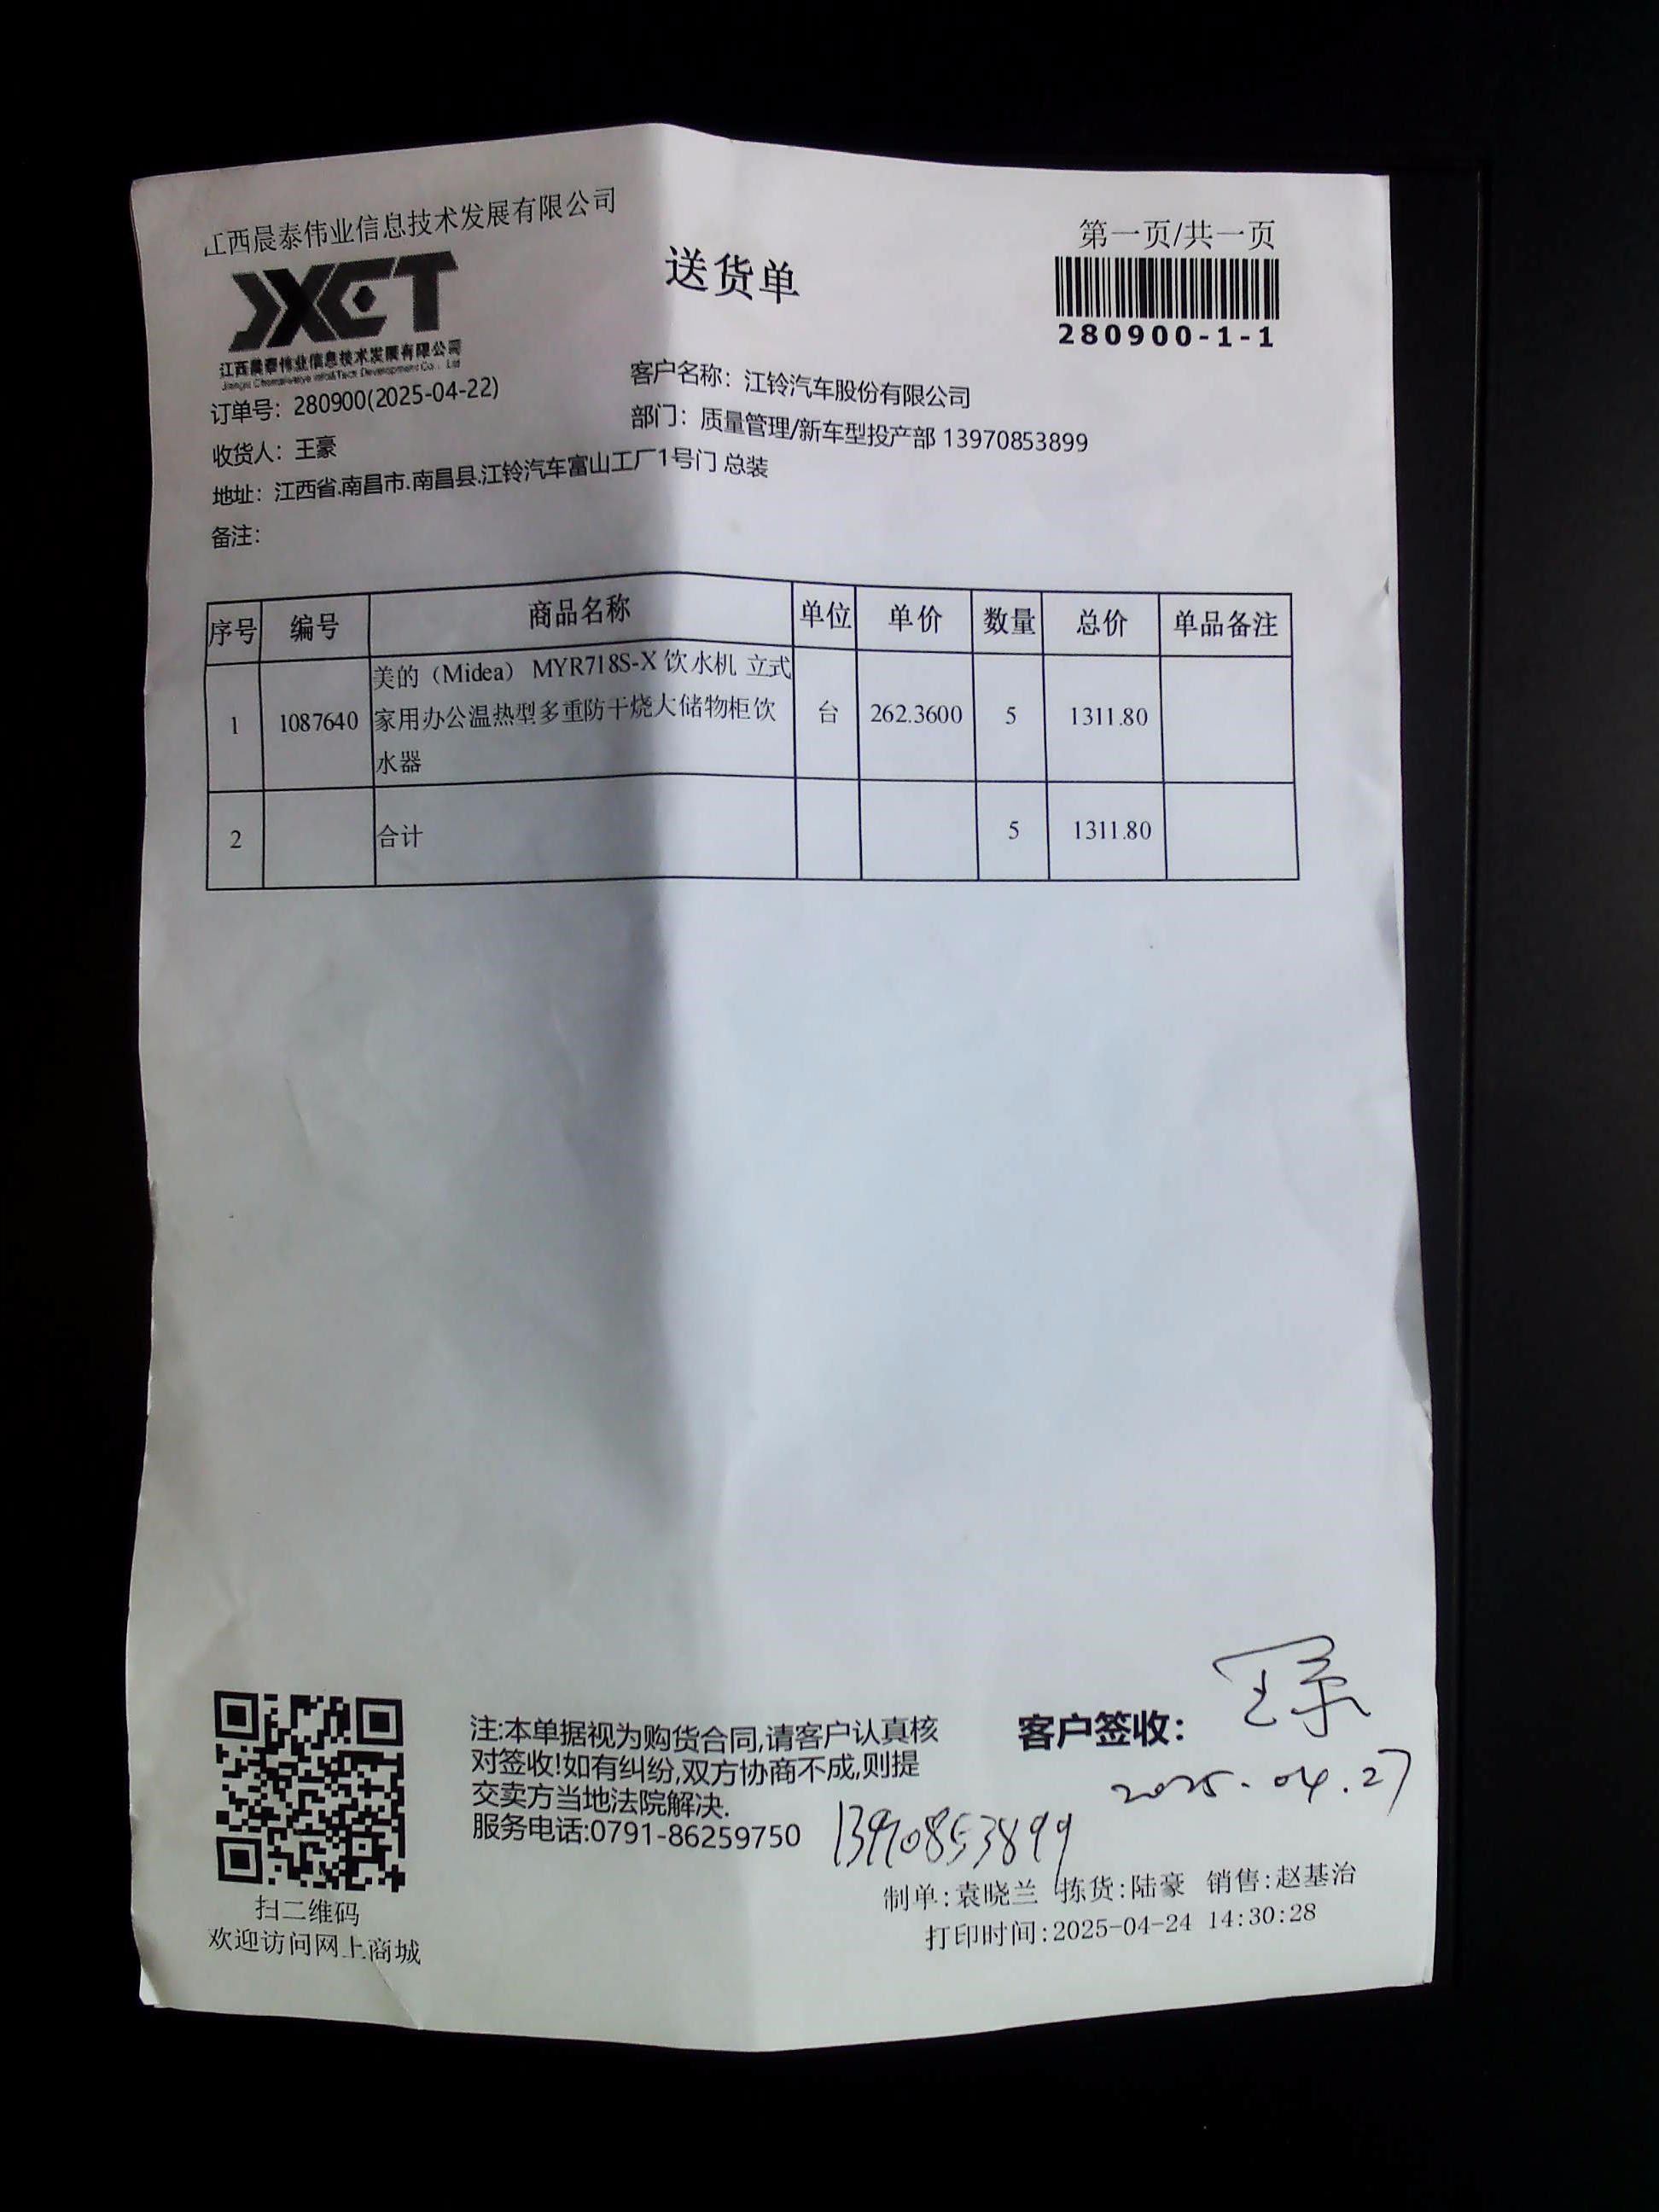 江西晨泰伟业信息技术发展有限公司
第一页/共一页
送货单
JXCT
江西晨泰伟业信息技术发展有限公司
280900-1-1
订单号：280900(2025-04-22)
客户名称：江铃汽车股份有限公司
收货人：王豪
部门：质量管理/新车型投产部 13970853899
地址：江西省.南昌市.南昌县.江铃汽车富山工厂1号门 总装
备注：
序号 编号 商品名称 单位 单价 数量 总价 单品备注
1 1087640 美的（Midea） MYR718S-X 饮水机 立式
家用办公温热型多重防干烧大储物柜饮 台 262.3600 5 1311.80
水器
2 合计 5 1311.80
注:本单据视为购货合同,请客户认真核
对签收!如有纠纷,双方协商不成,则提
交卖方当地法院解决.
服务电话:0791-86259750
客户签收：王豪
2025.04.27
13970853899
制单:袁晓兰 拣货:陆豪 销售:赵基治
打印时间:2025-04-24 14:30:28
扫二维码
欢迎访问网上商城